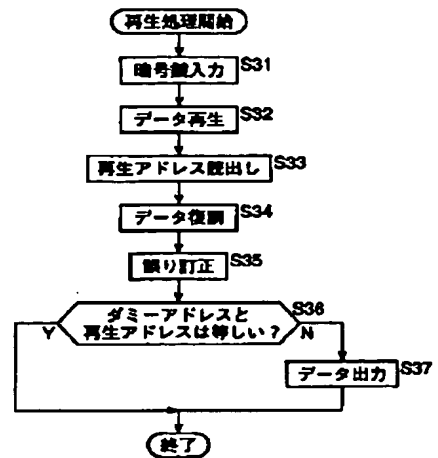 再生処理開始
暗号鍵入力 S31
データ再生 S32
再生アドレス読出し S33
データ復調 S34
誤り訂正 S35
S36
ダミーアドレスと
再生アドレスは等しい?
Y N
データ出力 S37
終了